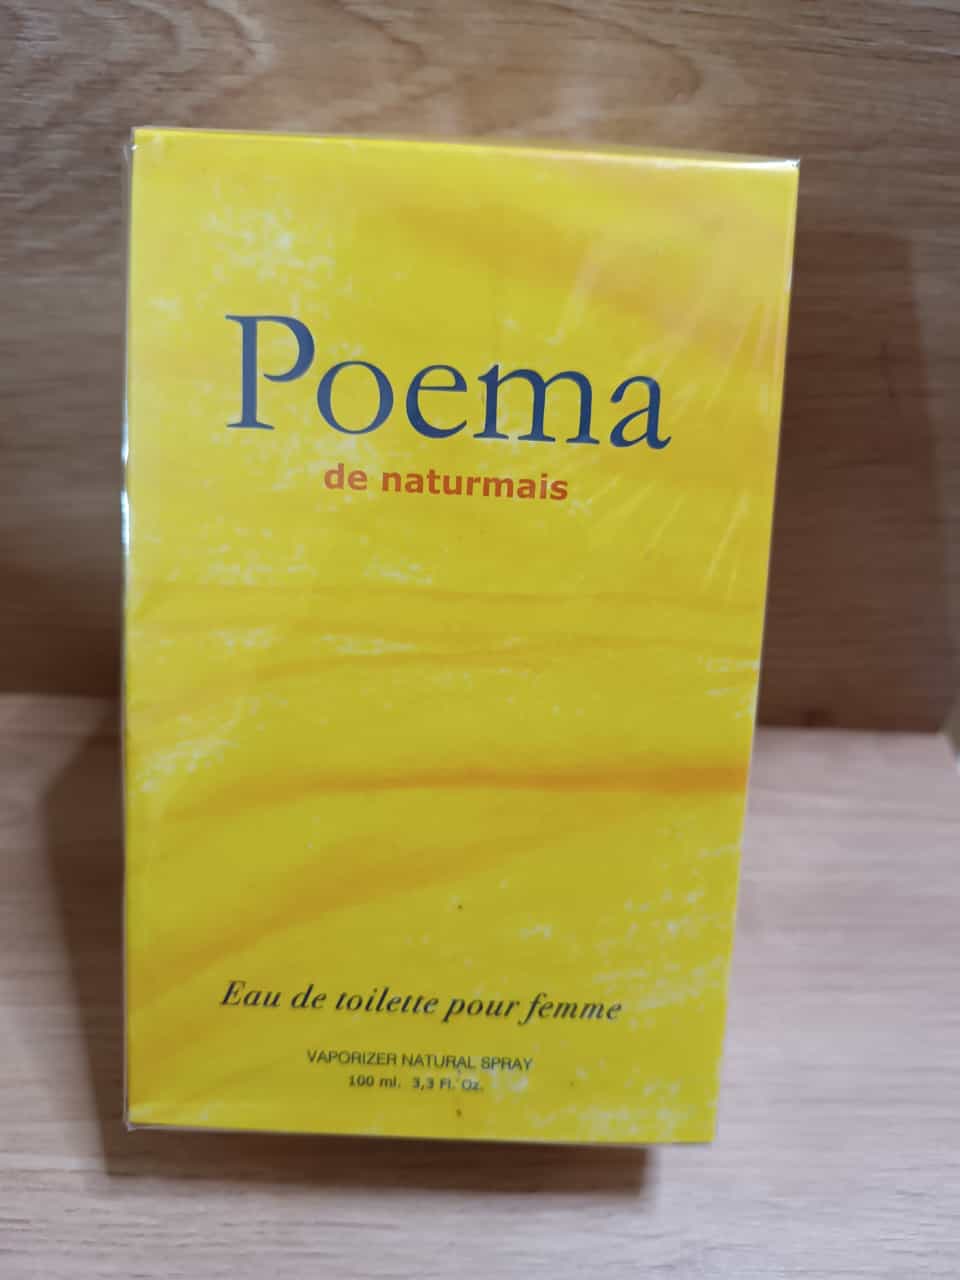 Poema
de naturmais
Eau de toilette pour femme
VAPORIZER NATURAL SPRAY
100 ml. 3,3 Fl. Oz.